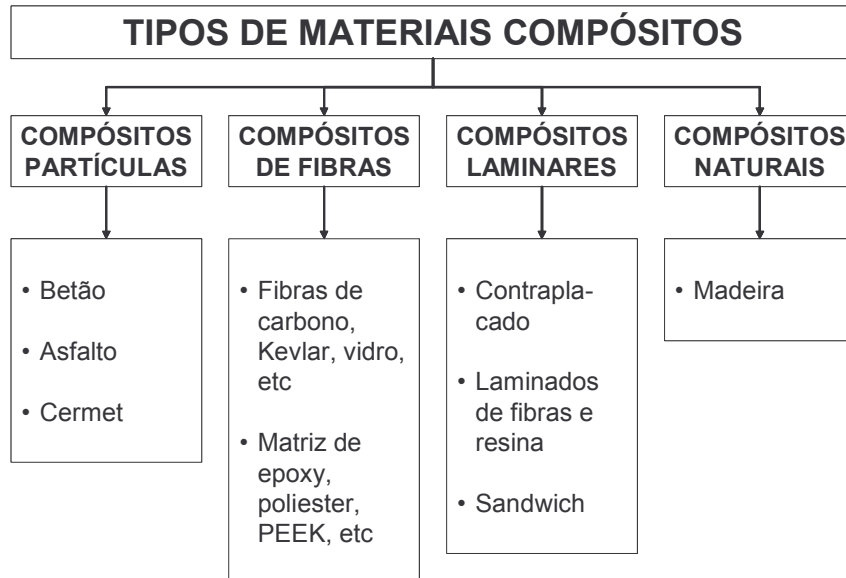 TIPOS DE MATERIAIS COMPÓSITOS
COMPÓSITOS
PARTÍCULAS
COMPÓSITOS
DE FIBRAS
COMPÓSITOS
LAMINARES
COMPÓSITOS
NATURAIS
• Betão
• Asfalto
• Cermet
• Fibras de
carbono,
Kevlar, vidro,
etc
• Matriz de
epoxy,
poliester,
PEEK, etc
• Contrapla-
cado
• Laminados
de fibras e
resina
• Sandwich
• Madeira